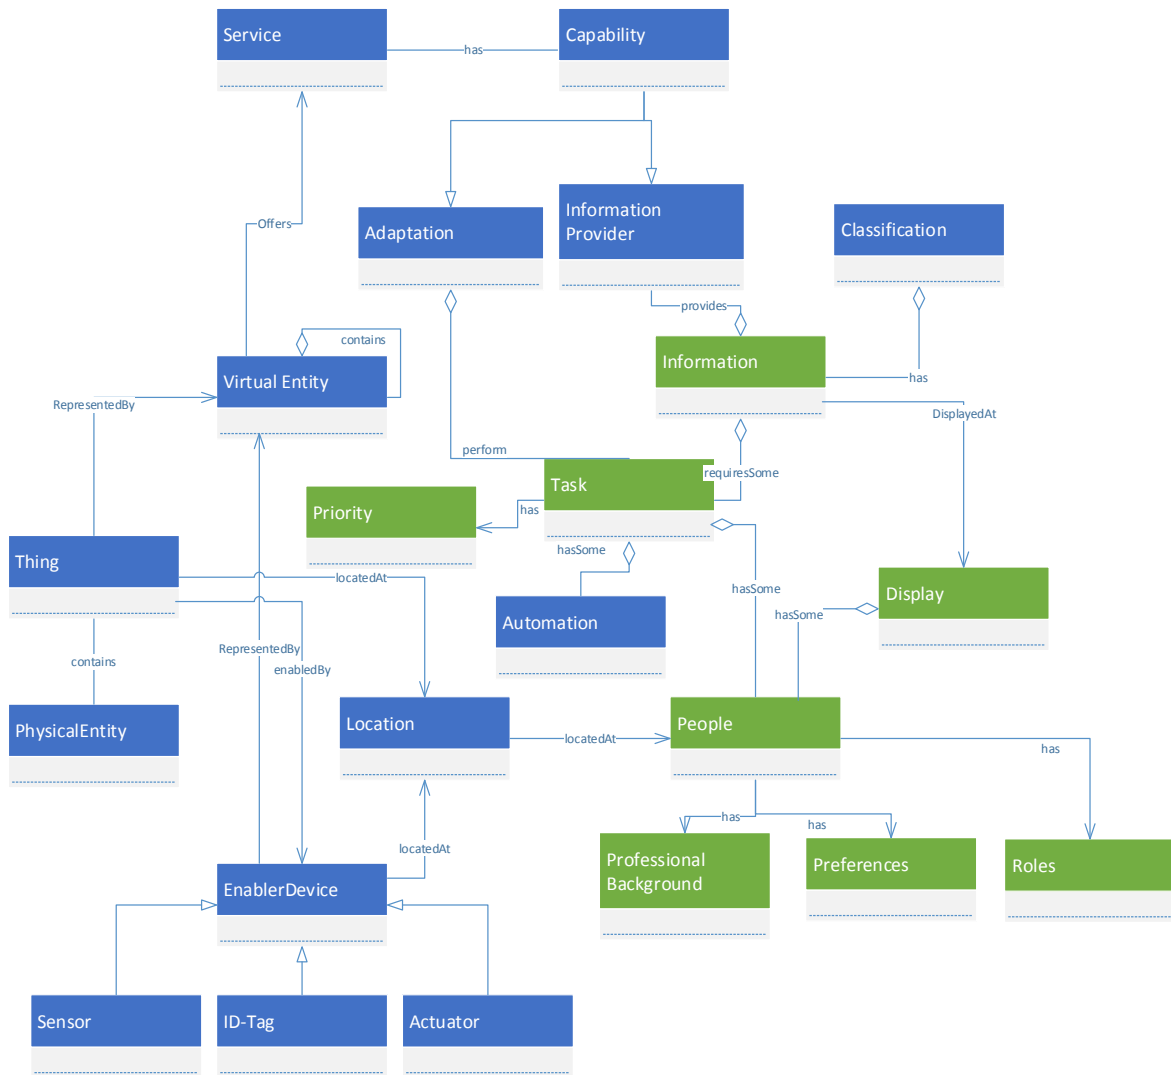 Service
has
Capability
Offers
Adaptation
Information
Provider
Classification
provides
contains
Virtual Entity
Information
RepresentedBy
has
DisplayedAt
perform
requiresSome
Task
Priority
has
hasSome
Thing
locatedAt
Automation
hasSome
hasSome
Display
RepresentedBy
contains
enabledBy
PhysicalEntity
Location
locatedAt
People
has
has
has
locatedAt
Professional
Background
Preferences
Roles
EnablerDevice
Sensor
ID-Tag
Actuator